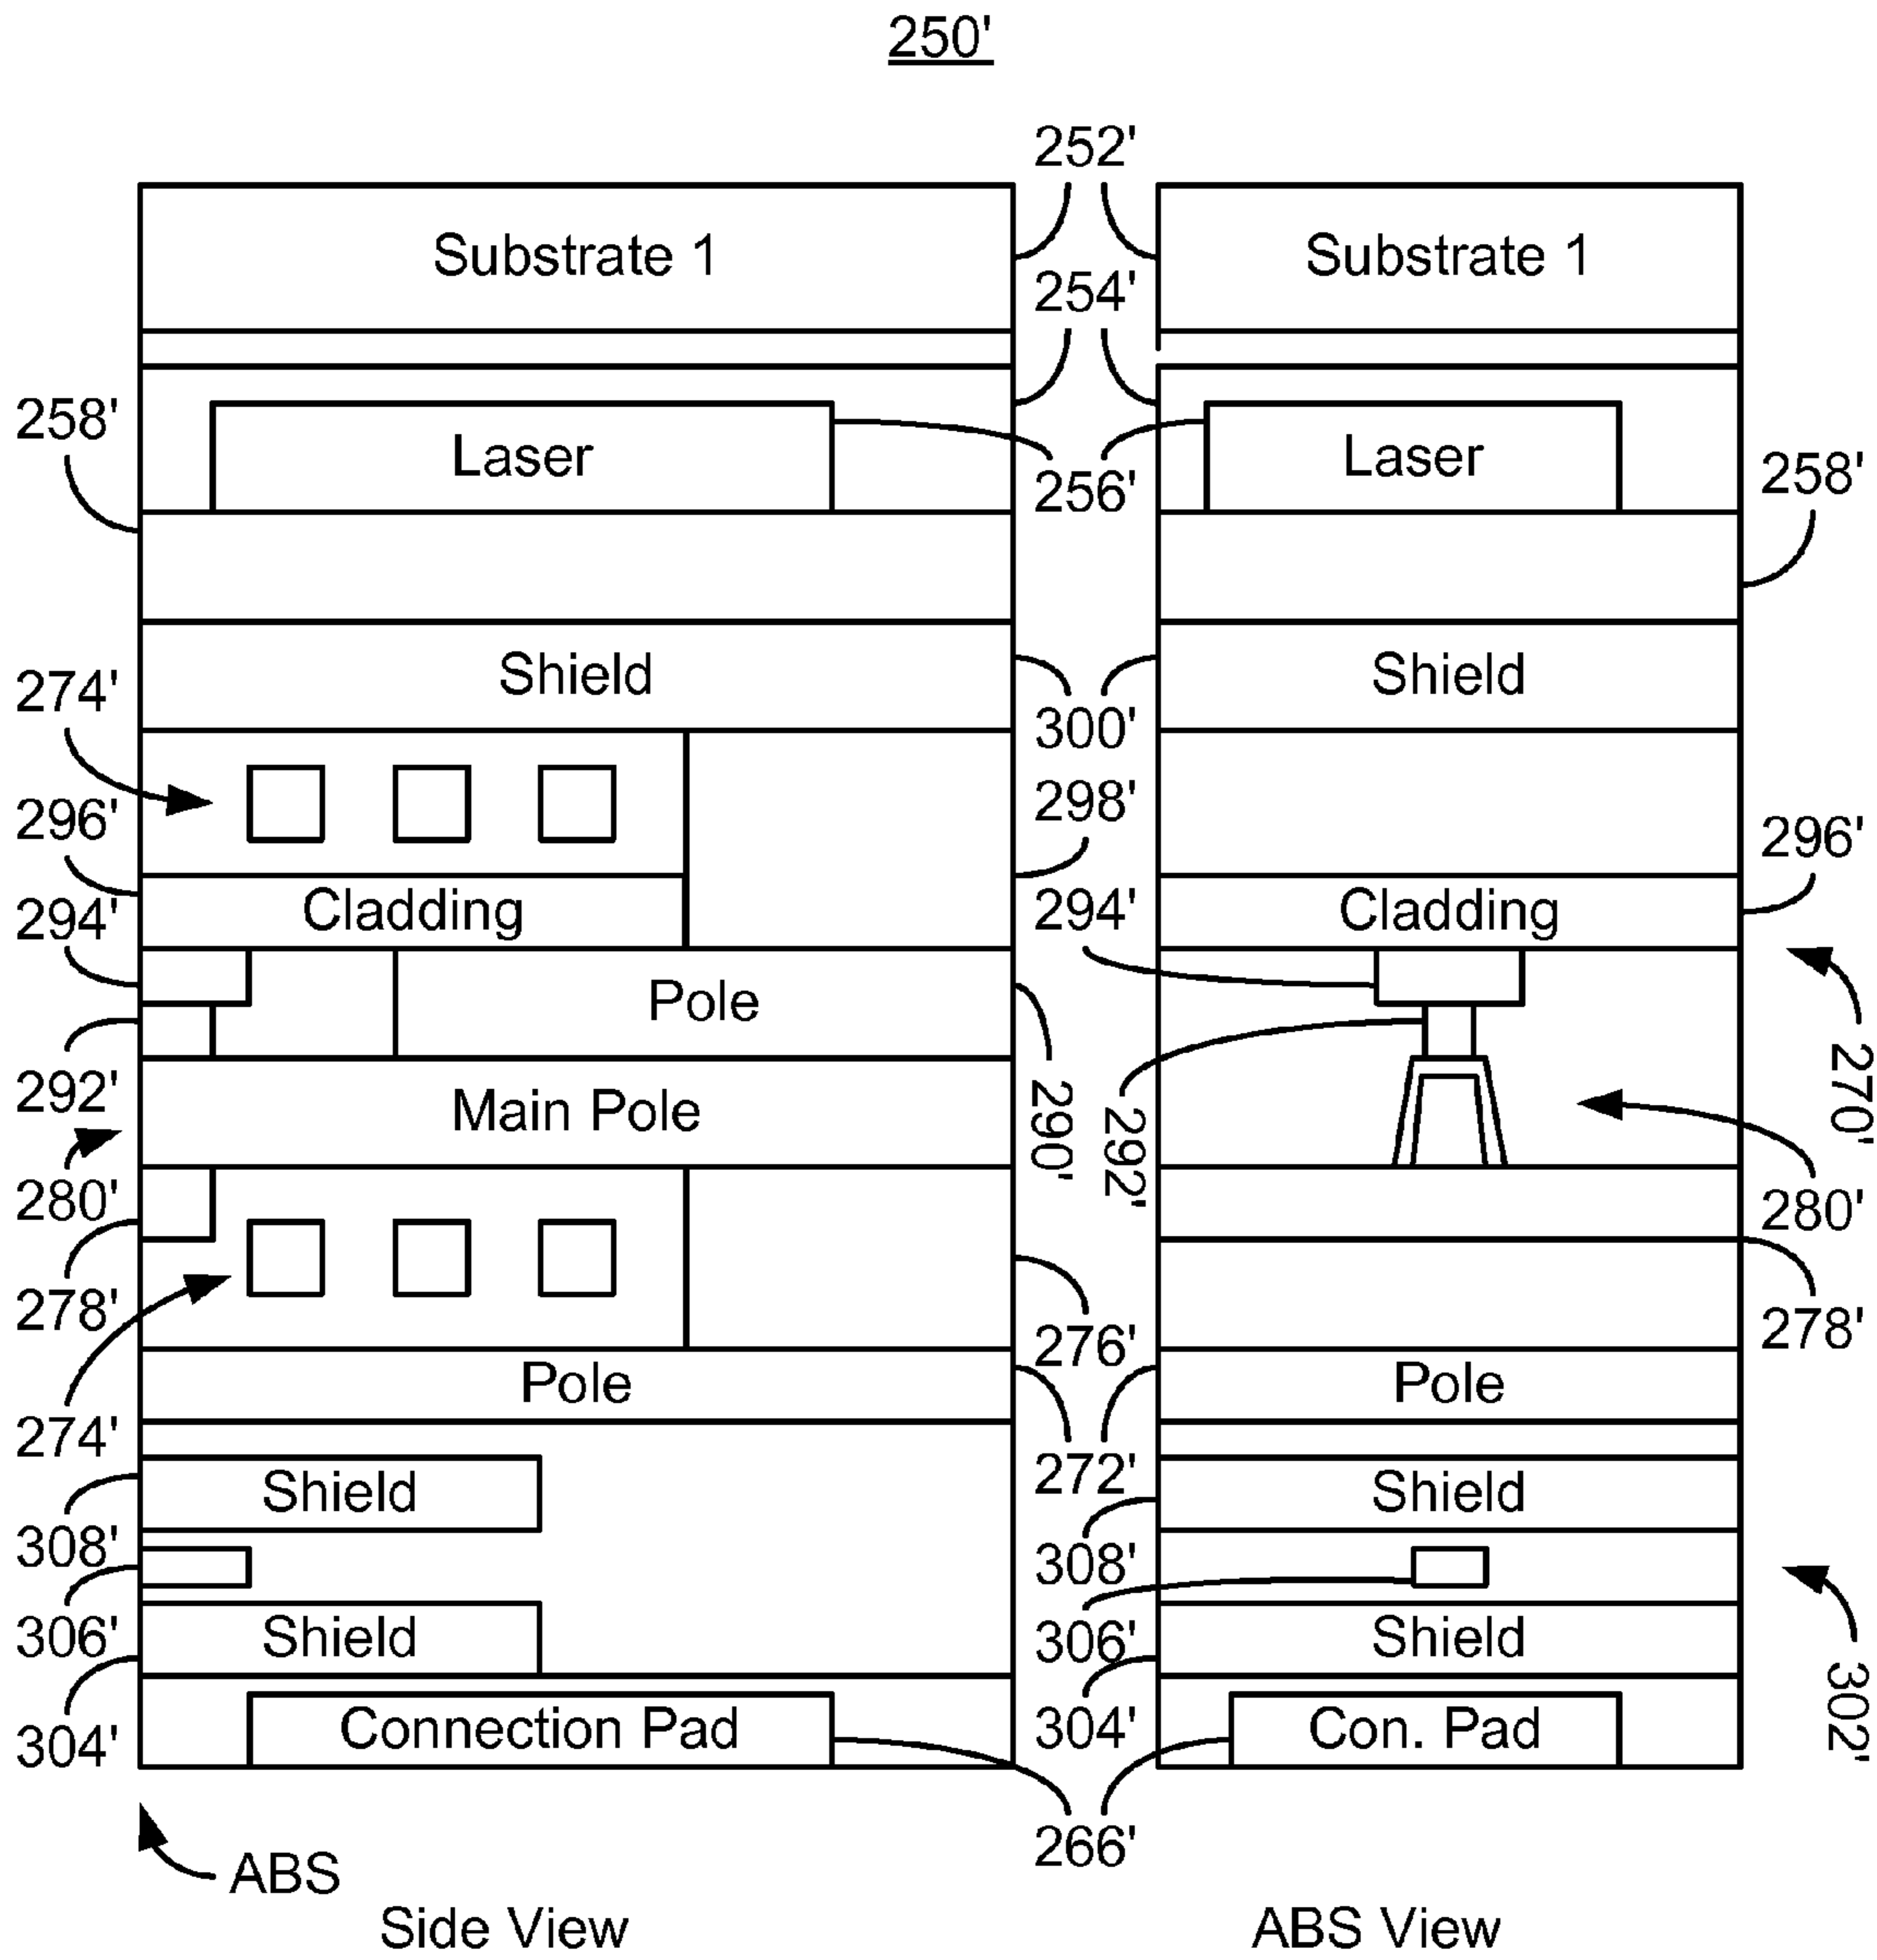 250'
252'
Substrate 1 Substrate 1
254'
258' Laser Laser 258'
256'
Shield Shield
274' 300'
298'
296' 296'
Cladding 294' Cladding
294'
Pole
292' Main Pole 290' 292' 270'
280' 280'
278' 276' 278'
Pole Pole
274' 272'
Shield Shield
308' 308'
306' Shield 306' Shield
304' Connection Pad 304' Con. Pad 302'
266'
ABS
Side View ABS View